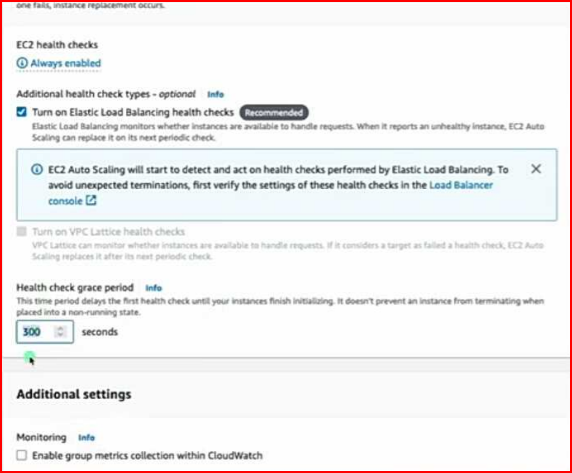 one fails, instance replacement occurs.
EC2 health checks
Always enabled
Additional health check types - optional Info
Turn on Elastic Load Balancing health checks Recommended
Elastic Load Balancing monitors whether instances are available to handle requests. When it reports an unhealthy instance, EC2 Auto
Scaling can replace it on its next periodic check.
EC2 Auto Scaling will start to detect and act on health checks performed by Elastic Load Balancing. To
avoid unexpected terminations, first verify the settings of these health checks in the Load Balancer
console
Turn on VPC Lattice health checks
VPC Lattice can monitor whether instances are available to handle requests. If it considers a target as failed a health check, EC2 Auto
Scaling replaces it after its next periodic check.
Health check grace period Info
This time period delays the first health check until your instances finish initializing. It doesn't prevent an instance from terminating when
placed into a non-running state.
300 seconds
Additional settings
Monitoring Info
Enable group metrics collection within CloudWatch